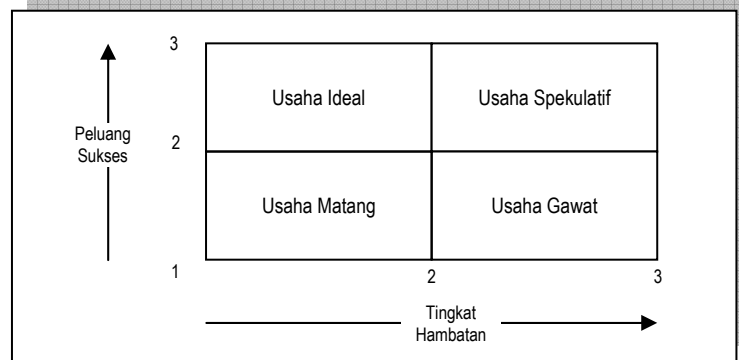 3
Usaha Ideal
Usaha Spekulatif
Peluang
Sukses
2
Usaha Matang
Usaha Gawat
1
2
3
Tingkat
Hambatan